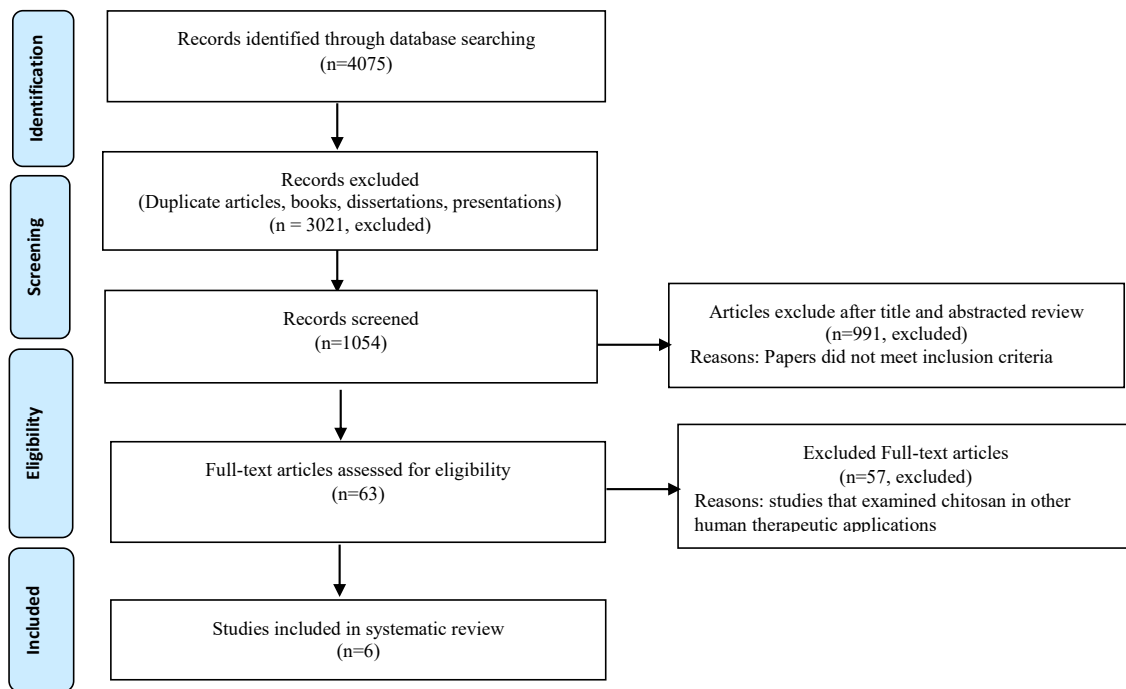 Identification
Records identified through database searching
(n=4075)
Records excluded
(Duplicate articles, books, dissertations, presentations)
(n = 3021, excluded)
Screening
Records screened
(n=1054)
Articles exclude after title and abstracted review
(n=991, excluded)
Reasons: Papers did not meet inclusion criteria
Eligibility
Full-text articles assessed for eligibility
(n=63)
Excluded Full-text articles
(n=57, excluded)
Reasons: studies that examined chitosan in other
human therapeutic applications
Included
Studies included in systematic review
(n=6)